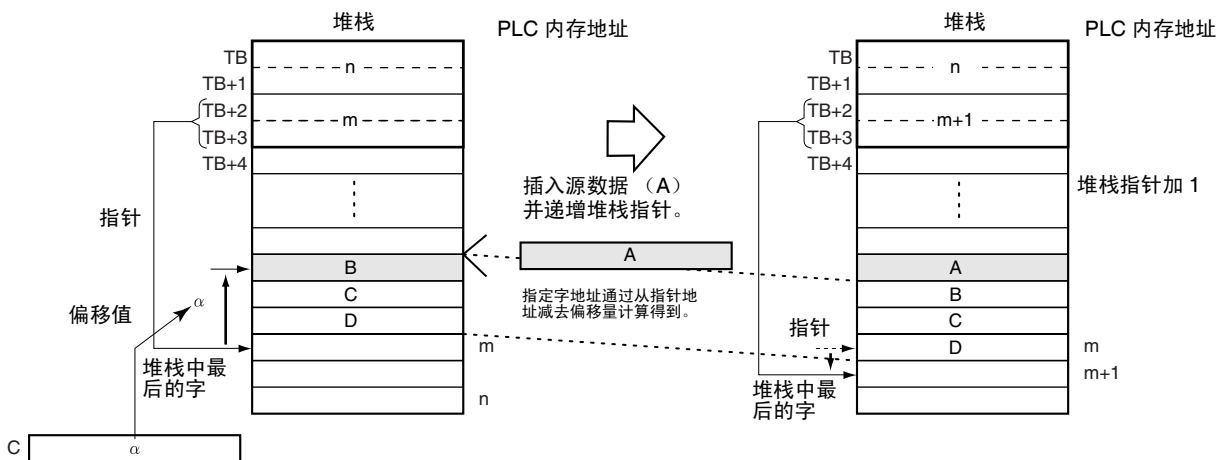 堆栈
PLC 内存地址
TB
n
TB+1
TB+2
m
TB+3
TB+4
指针
B
C
D
α
偏移值
堆栈中最
后的字
m
n
C
α
插入源数据 （A）
并递增堆栈指针。
A
指定字地址通过从指针地
址减去偏移量计算得到。
堆栈
PLC 内存地址
TB
n
TB+1
TB+2
m+1
TB+3
TB+4
堆栈指针加 1
A
B
C
D
指针
m
m+1
堆栈中最
后的字